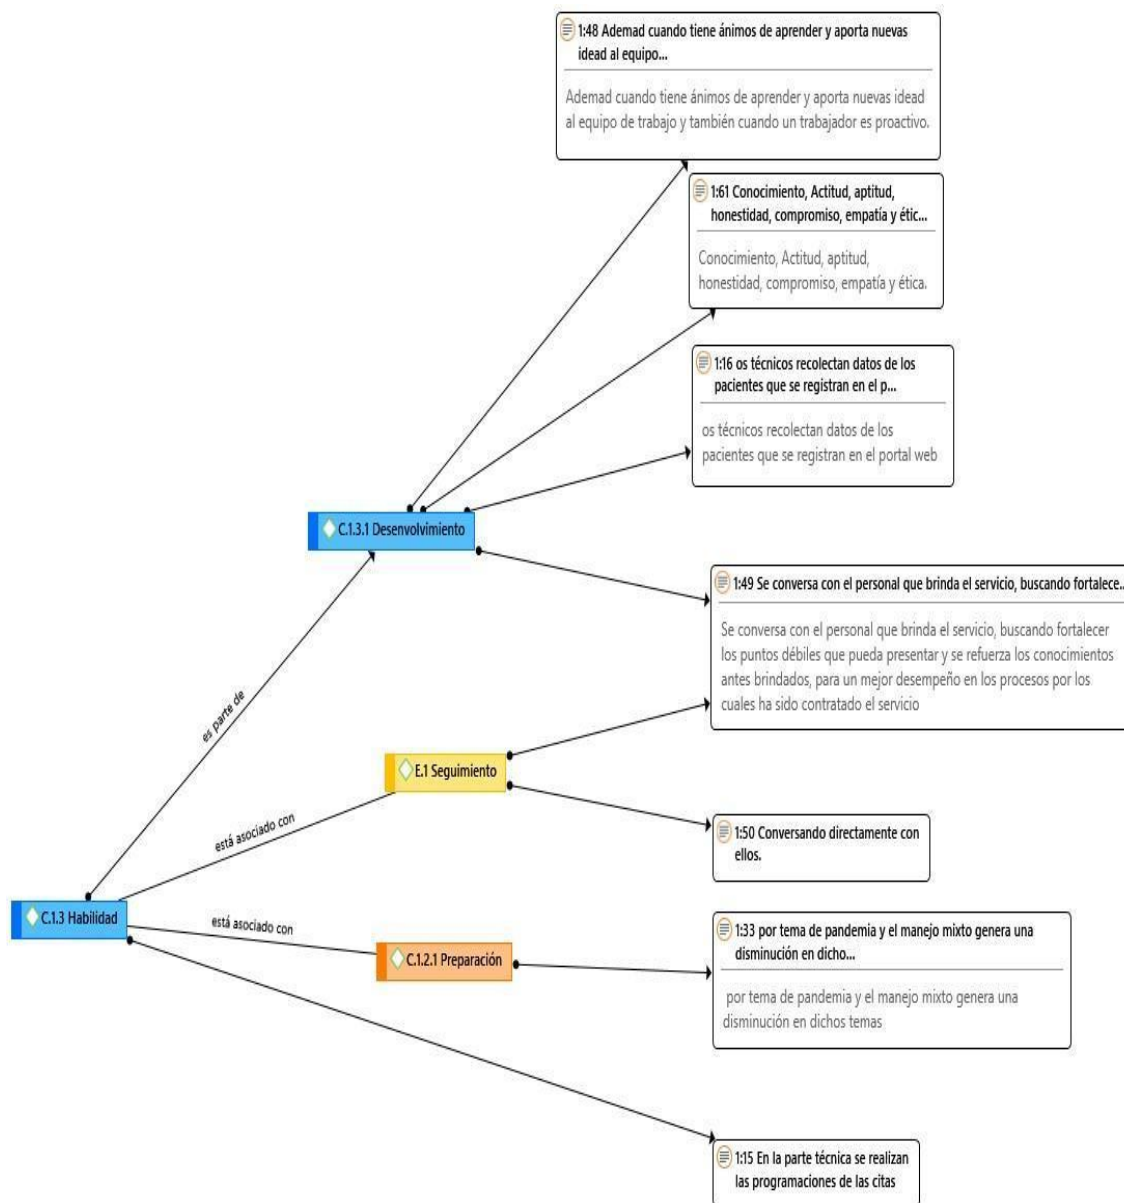 1:48 Ademad cuando tiene ánimos de aprender y aporta nuevas
idead al equipo...
Ademad cuando tiene ánimos de aprender y aporta nuevas idead
al equipo de trabajo y también cuando un trabajador es proactivo.
1:61 Conocimiento, Actitud, aptitud,
honestidad, compromiso, empatía y étic...
Conocimiento, Actitud, aptitud,
honestidad, compromiso, empatía y ética.
1:16 os técnicos recolectan datos de los
pacientes que se registran en el p...
os técnicos recolectan datos de los
pacientes que se registran en el portal web
C.1.3.1 Desenvolvimiento
1:49 Se conversa con el personal que brinda el servicio, buscando fortalece...
Se conversa con el personal que brinda el servicio, buscando fortalecer
los puntos débiles que pueda presentar y se refuerza los conocimientos
antes brindados, para un mejor desempeño en los procesos por los
cuales ha sido contratado el servicio
es parte de
E.1 Seguimiento
está asociado con
1:50 Conversando directamente con
ellos.
C.1.3 Habilidad
está asociado con
C.1.2.1 Preparación
1:33 por tema de pandemia y el manejo mixto genera una
disminución en dicho...
por tema de pandemia y el manejo mixto genera una
disminución en dichos temas
1:15 En la parte técnica se realizan
las programaciones de las citas